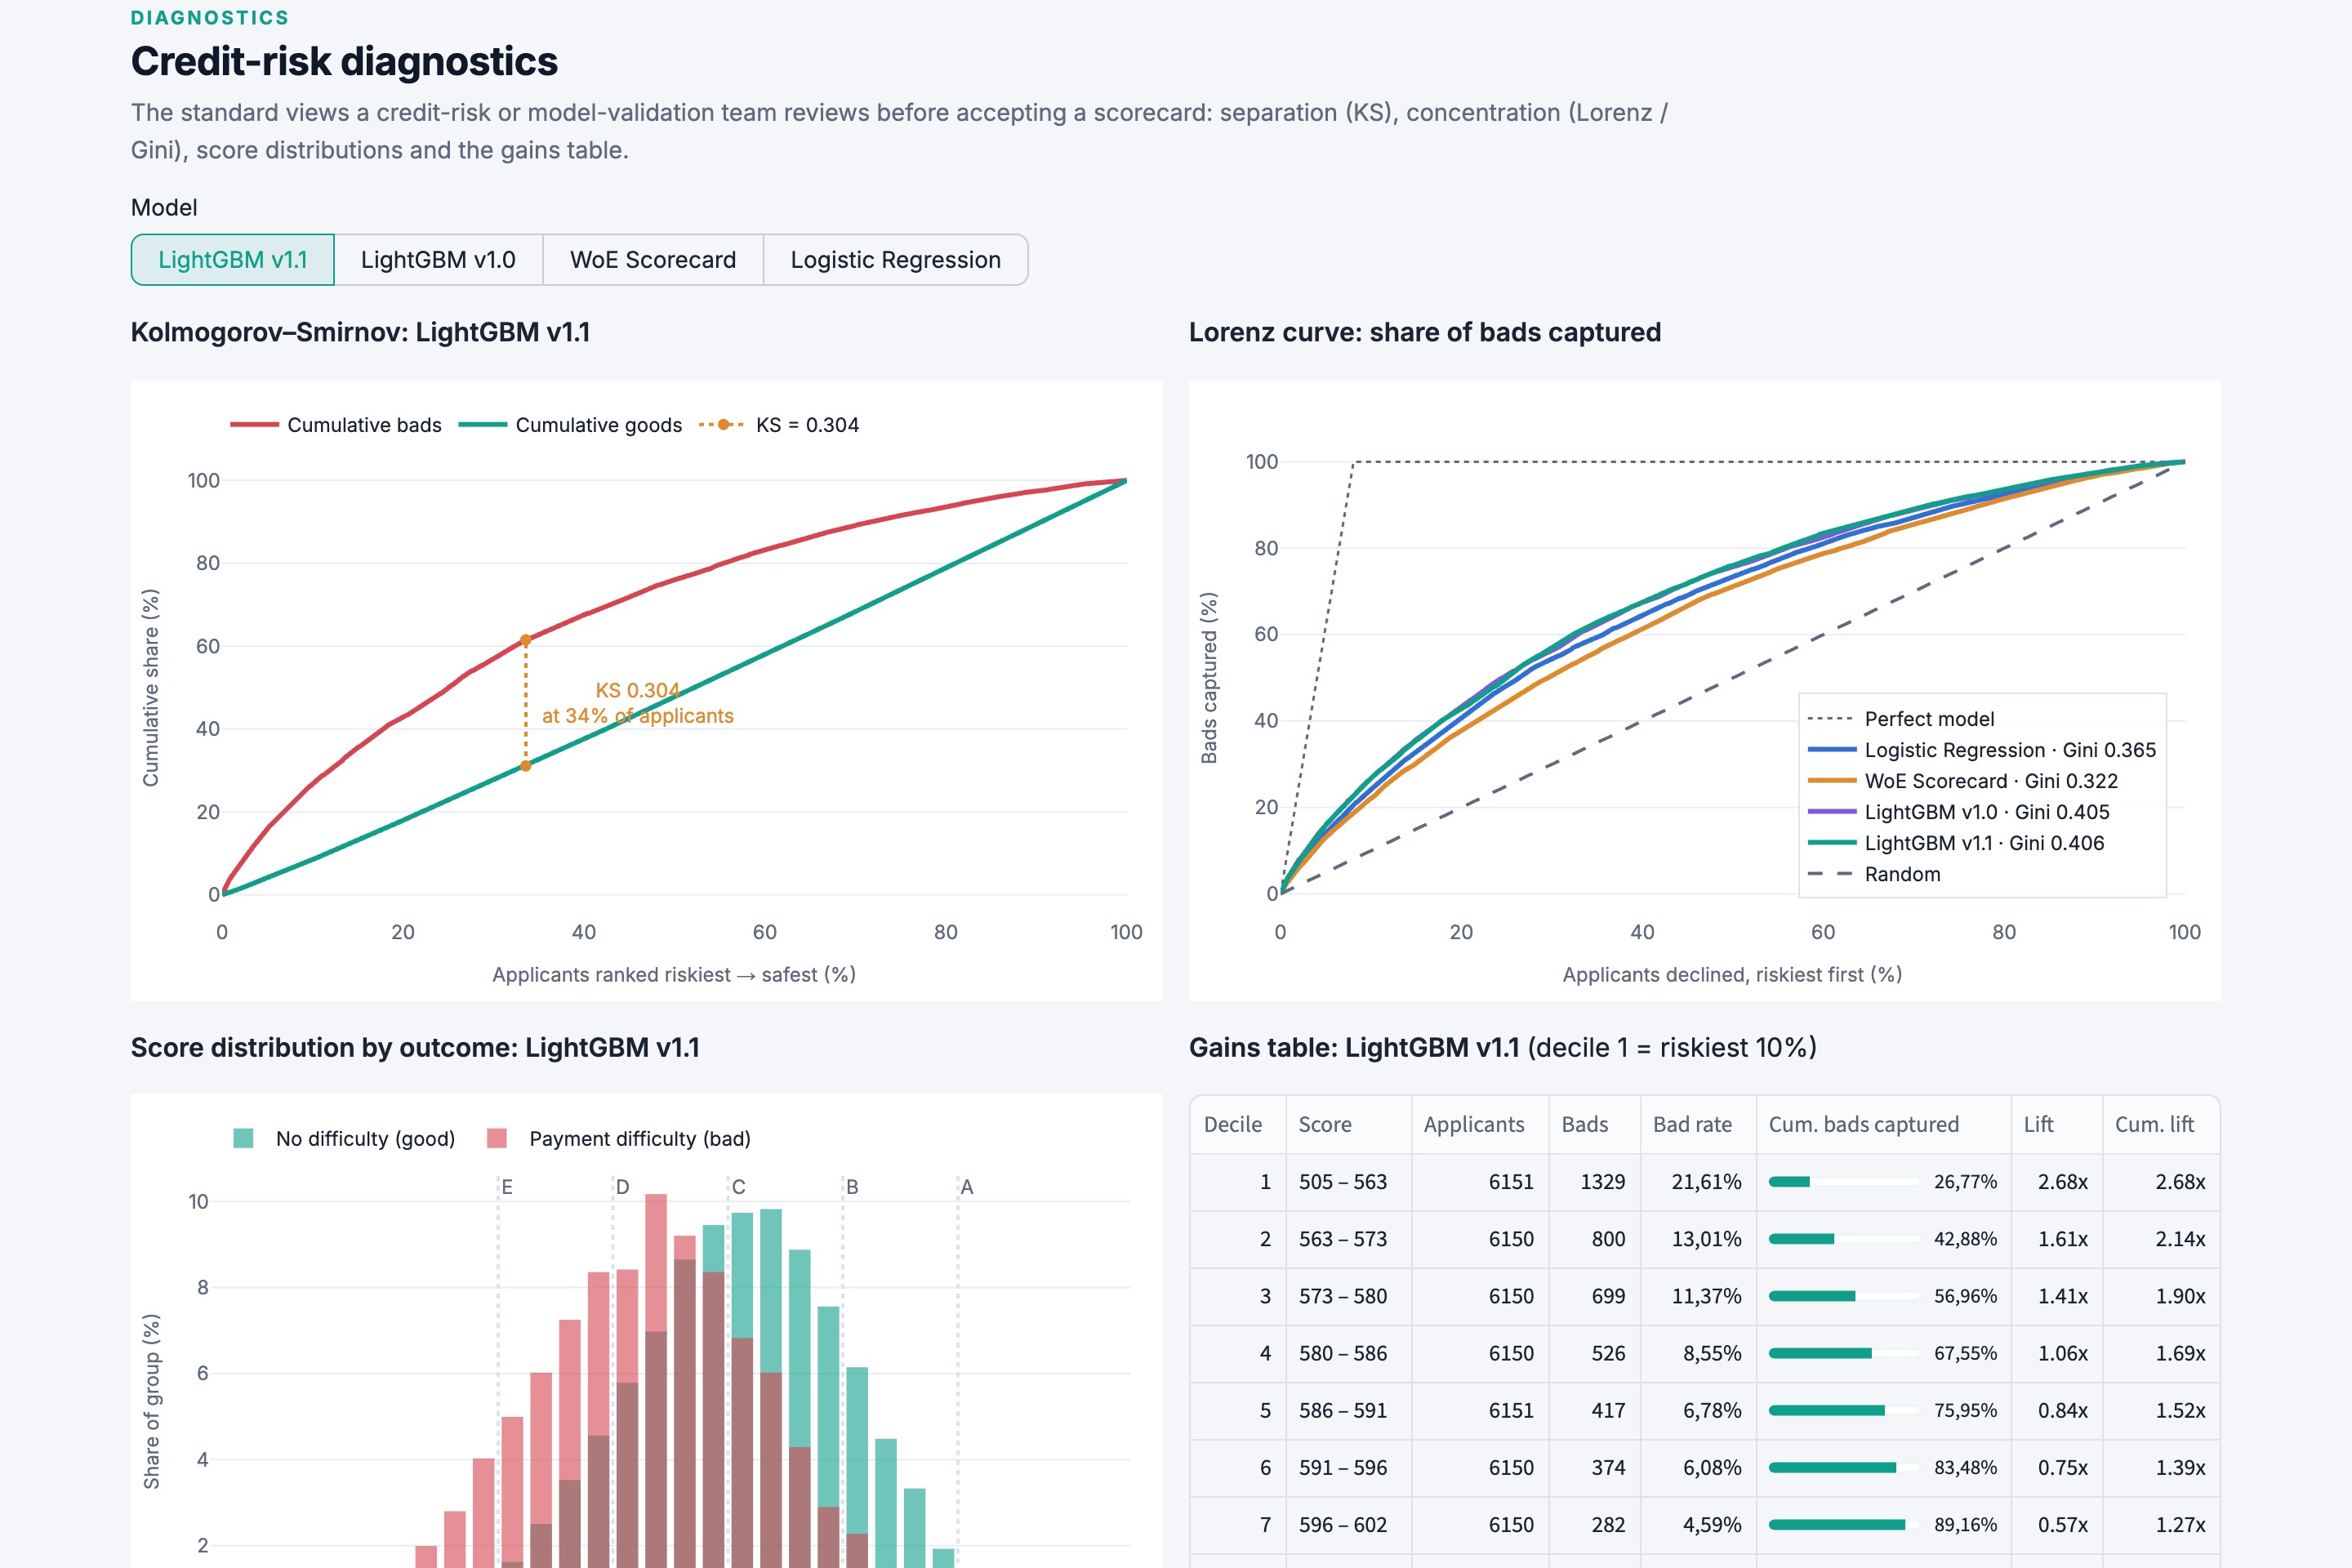 DIAGNOSTICS
Credit-risk diagnostics
The standard views a credit-risk or model-validation team reviews before accepting a scorecard: separation (KS), concentration (Lorenz /
Gini), score distributions and the gains table.
Model
LightGBM v1.1 LightGBM v1.0 WoE Scorecard Logistic Regression
Kolmogorov–Smirnov: LightGBM v1.1
Cumulative bads Cumulative goods KS = 0.304
100
80
60
40
20
0
Cumulative share (%)
KS 0.304
at 34% of applicants
0 20 40 60 80 100
Applicants ranked riskiest → safest (%)
Lorenz curve: share of bads captured
100
80
60
40
20
0
Bads captured (%)
Perfect model
Logistic Regression · Gini 0.365
WoE Scorecard · Gini 0.322
LightGBM v1.0 · Gini 0.405
LightGBM v1.1 · Gini 0.406
Random
0 20 40 60 80 100
Applicants declined, riskiest first (%)
Score distribution by outcome: LightGBM v1.1
No difficulty (good) Payment difficulty (bad)
E D C B A
10
8
6
4
2
Share of group (%)
Gains table: LightGBM v1.1 (decile 1 = riskiest 10%)
Decile Score Applicants Bads Bad rate Cum. bads captured Lift Cum. lift
1 505 – 563 6151 1329 21,61% 26,77% 2.68x 2.68x
2 563 – 573 6150 800 13,01% 42,88% 1.61x 2.14x
3 573 – 580 6150 699 11,37% 56,96% 1.41x 1.90x
4 580 – 586 6150 526 8,55% 67,55% 1.06x 1.69x
5 586 – 591 6151 417 6,78% 75,95% 0.84x 1.52x
6 591 – 596 6150 374 6,08% 83,48% 0.75x 1.39x
7 596 – 602 6150 282 4,59% 89,16% 0.57x 1.27x